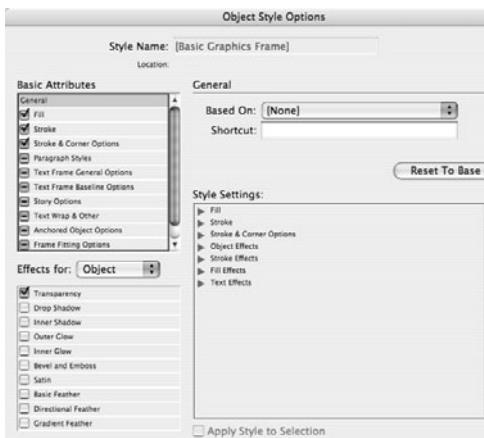 Object Style Options
Style Name: [Basic Graphics Frame]
Location:
Basic Attributes
General
Fill
Stroke
Stroke & Corner Options
Paragraph Styles
Text Frame General Options
Text Frame Baseline Options
Story Options
Text Wrap & Other
Anchored Object Options
Frame Fitting Options
Effects for: Object
Transparency
Drop Shadow
Inner Shadow
Outer Glow
Inner Glow
Bevel and Emboss
Satin
Basic Feather
Directional Feather
Gradient Feather
General
Based On: [None]
Shortcut:
Reset To Base
Style Settings:
Fill
Stroke
Stroke & Corner Options
Object Effects
Stroke Effects
Fill Effects
Text Effects
Apply Style to Selection